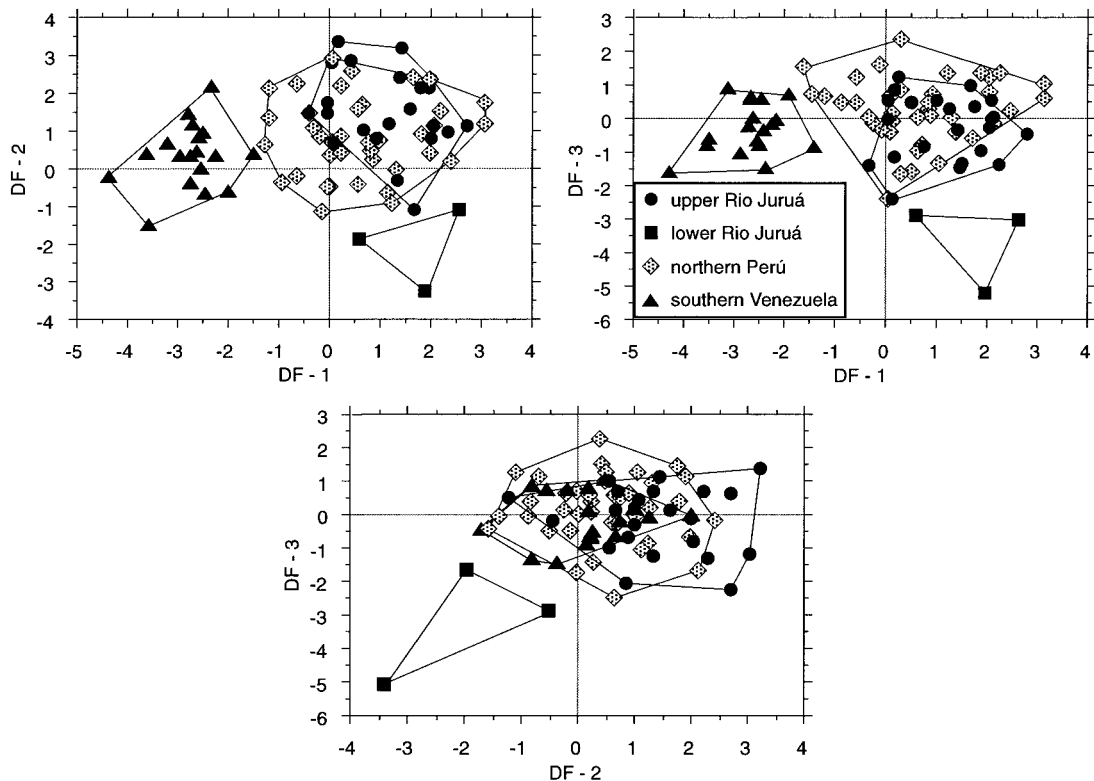 4
3
2
1
0
-1
-2
-3
-4
DF - 2
-5 -4 -3 -2 -1 0 1 2 3 4
DF - 1
3
2
1
0
-1
-2
-3
-4
-5
-6
DF - 3
-5 -4 -3 -2 -1 0 1 2 3 4
DF - 1
upper Rio Juruá
lower Rio Juruá
northern Perú
southern Venezuela
3
2
1
0
-1
-2
-3
-4
-5
-6
DF - 3
-4 -3 -2 -1 0 1 2 3 4
DF - 2